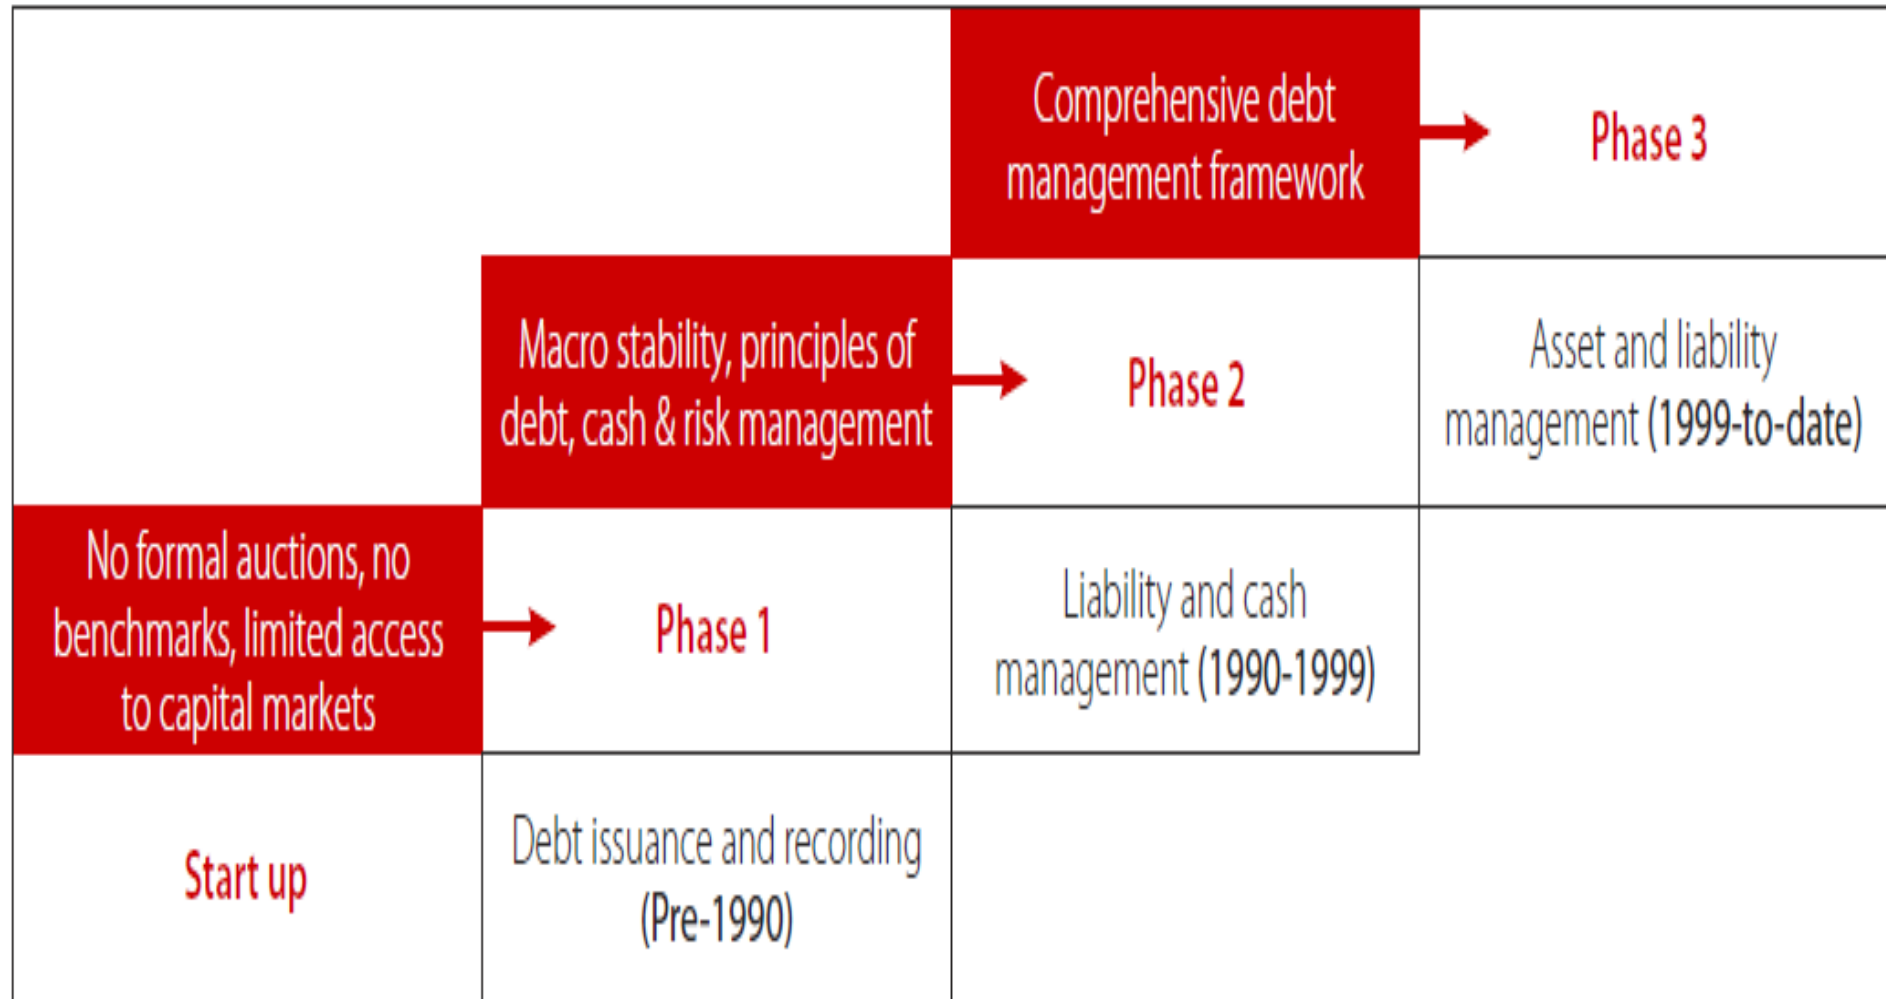 Comprehensive debt
management framework
Phase 3
Macro stability, principles of
debt, cash & risk management
Phase 2
Asset and liability
management (1999-to-date)
No formal auctions, no
benchmarks, limited access
to capital markets
Phase 1
Liability and cash
management (1990-1999)
Start up
Debt issuance and recording
(Pre-1990)